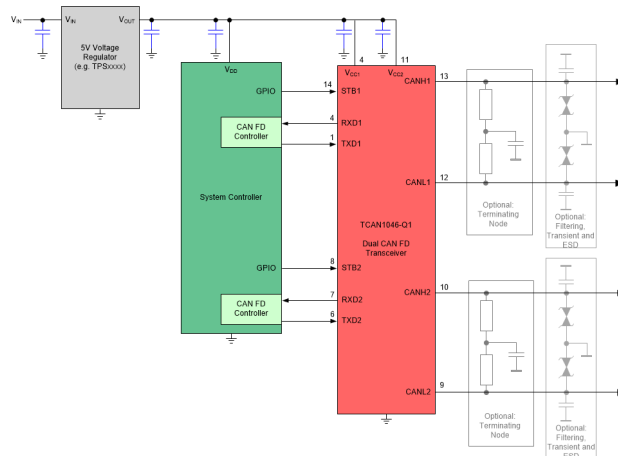 VIN
VIN
VOUT
5V Voltage
Regulator
(e.g. TPSxxxx)
VCC
4
11
VCC1
VCC2
GPIO
14
STB1
CANH1
13
4
RXD1
CAN FD
Controller
1
TXD1
CANL1
12
System Controller
TCAN1046-Q1
Dual CAN FD
Transceiver
Optional:
Terminating
Node
Optional:
Filtering,
Transient and
ESD
GPIO
8
STB2
7
RXD2
CANH2
10
CAN FD
Controller
6
TXD2
CANL2
9
Optional:
Terminating
Node
Optional:
Filtering,
Transient and
ESD